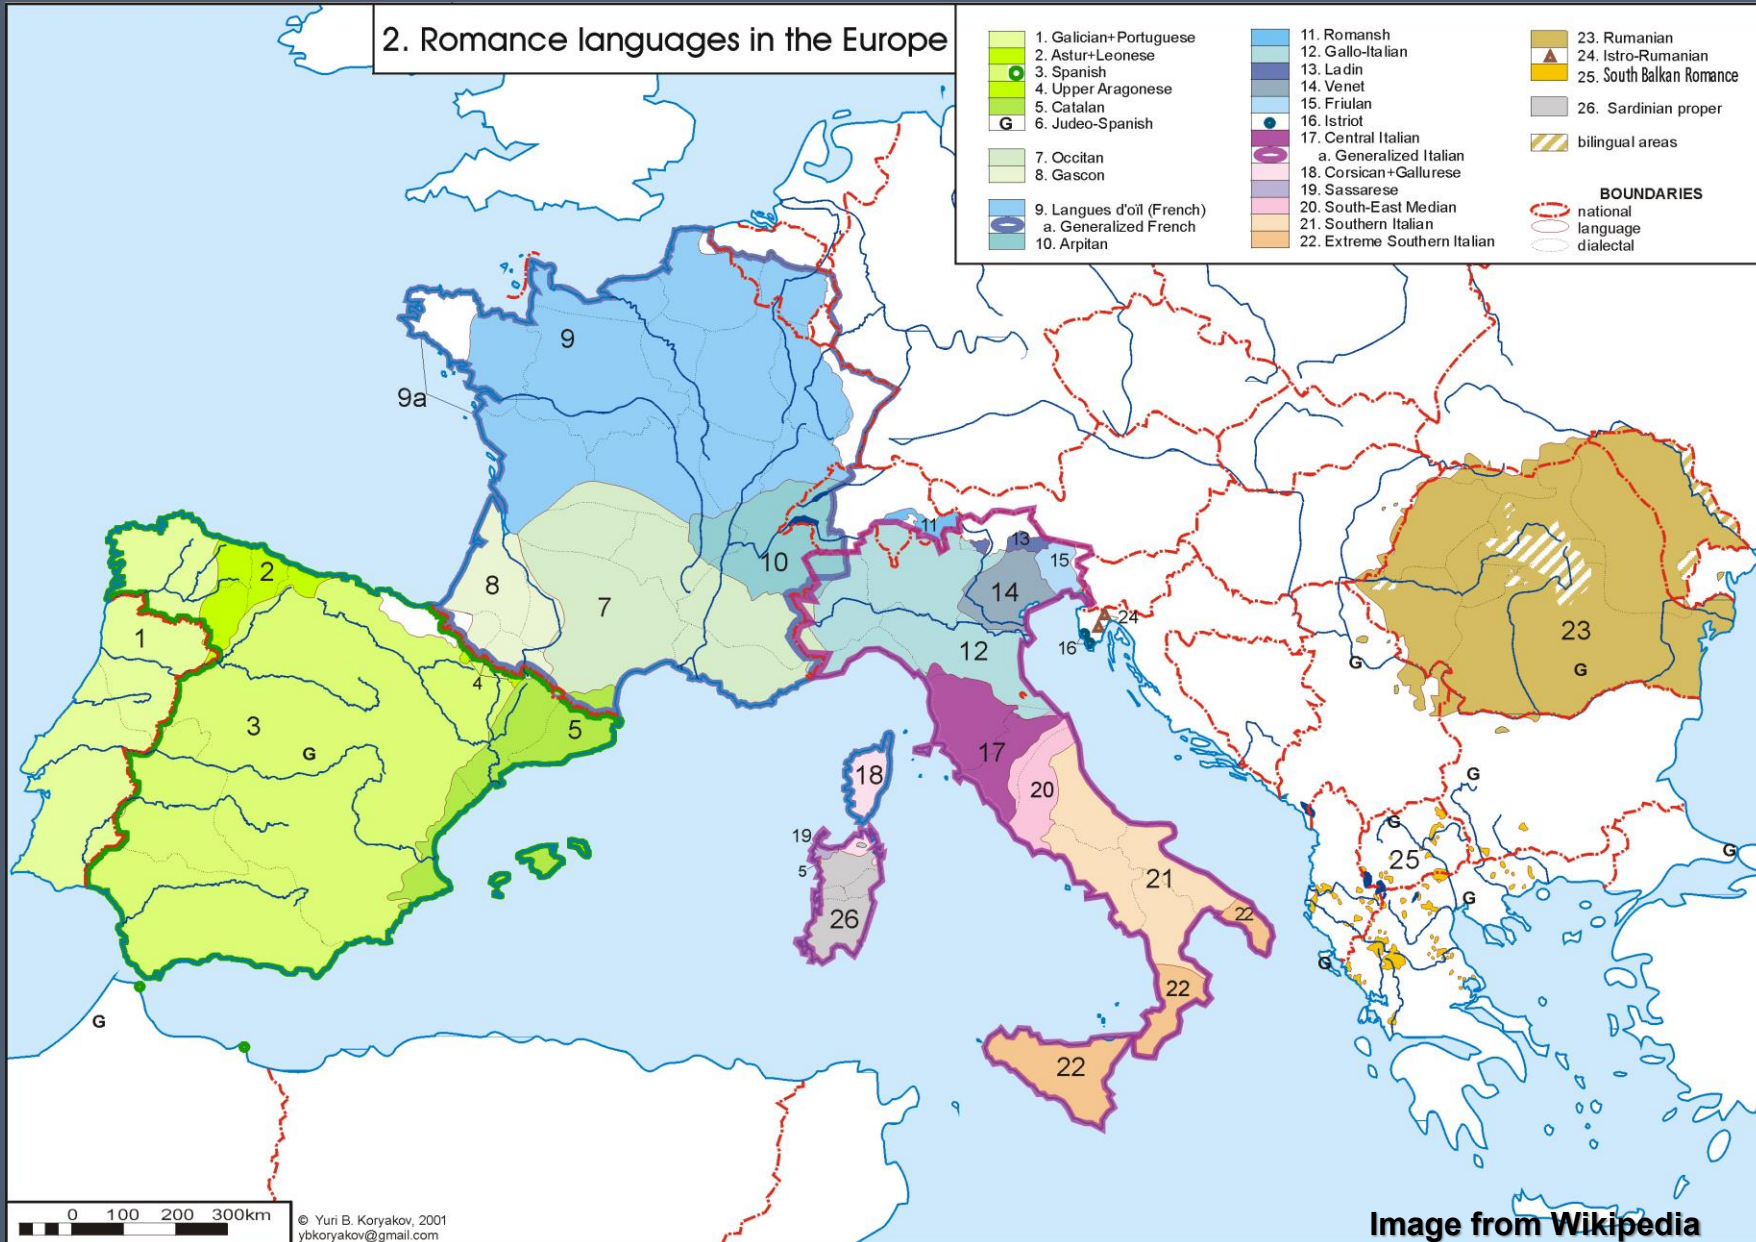 2. Romance languages in the Europe
1. Galician+Portuguese
2. Astur+Leonese
3. Spanish
4. Upper Aragonese
5. Catalan
G 6. Judeo-Spanish
7. Occitan
8. Gascon
9. Langues d'oïl (French)
a. Generalized French
10. Arpitan
11. Romansh
12. Gallo-Italian
13. Ladin
14. Venet
15. Friulan
16. Istriot
17. Central Italian
a. Generalized Italian
18. Corsican+Gallurese
19. Sassarese
20. South-East Median
21. Southern Italian
22. Extreme Southern Italian
23. Rumanian
24. Istro-Rumanian
25. South Balkan Romance
26. Sardinian proper
bilingual areas
BOUNDARIES
national
language
dialectal
9
9a
11
13
15
10
2
8
14
7
24
1
23
16
12
G
G
4
3
5
G
17
18
G
20
G
19
25
G
5
21
G
26
22
G
22
G
22
0 100 200 300km
© Yuri B. Koryakov, 2001
ybkoryakov@gmail.com
Image from Wikipedia